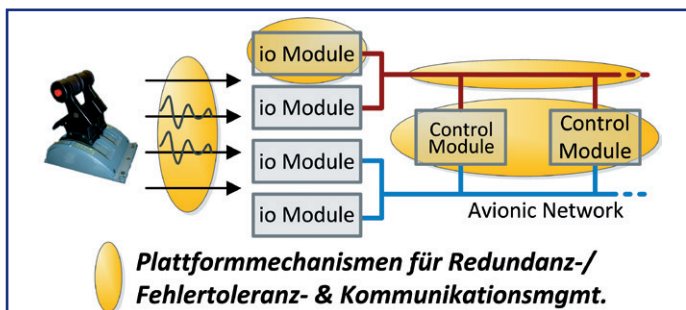 io Module
io Module
io Module
io Module
Control
Module
Control
Module
Avionic Network
Plattformmechanismen für Redundanz-/
Fehlertoleranz- & Kommunikationsmgmt.